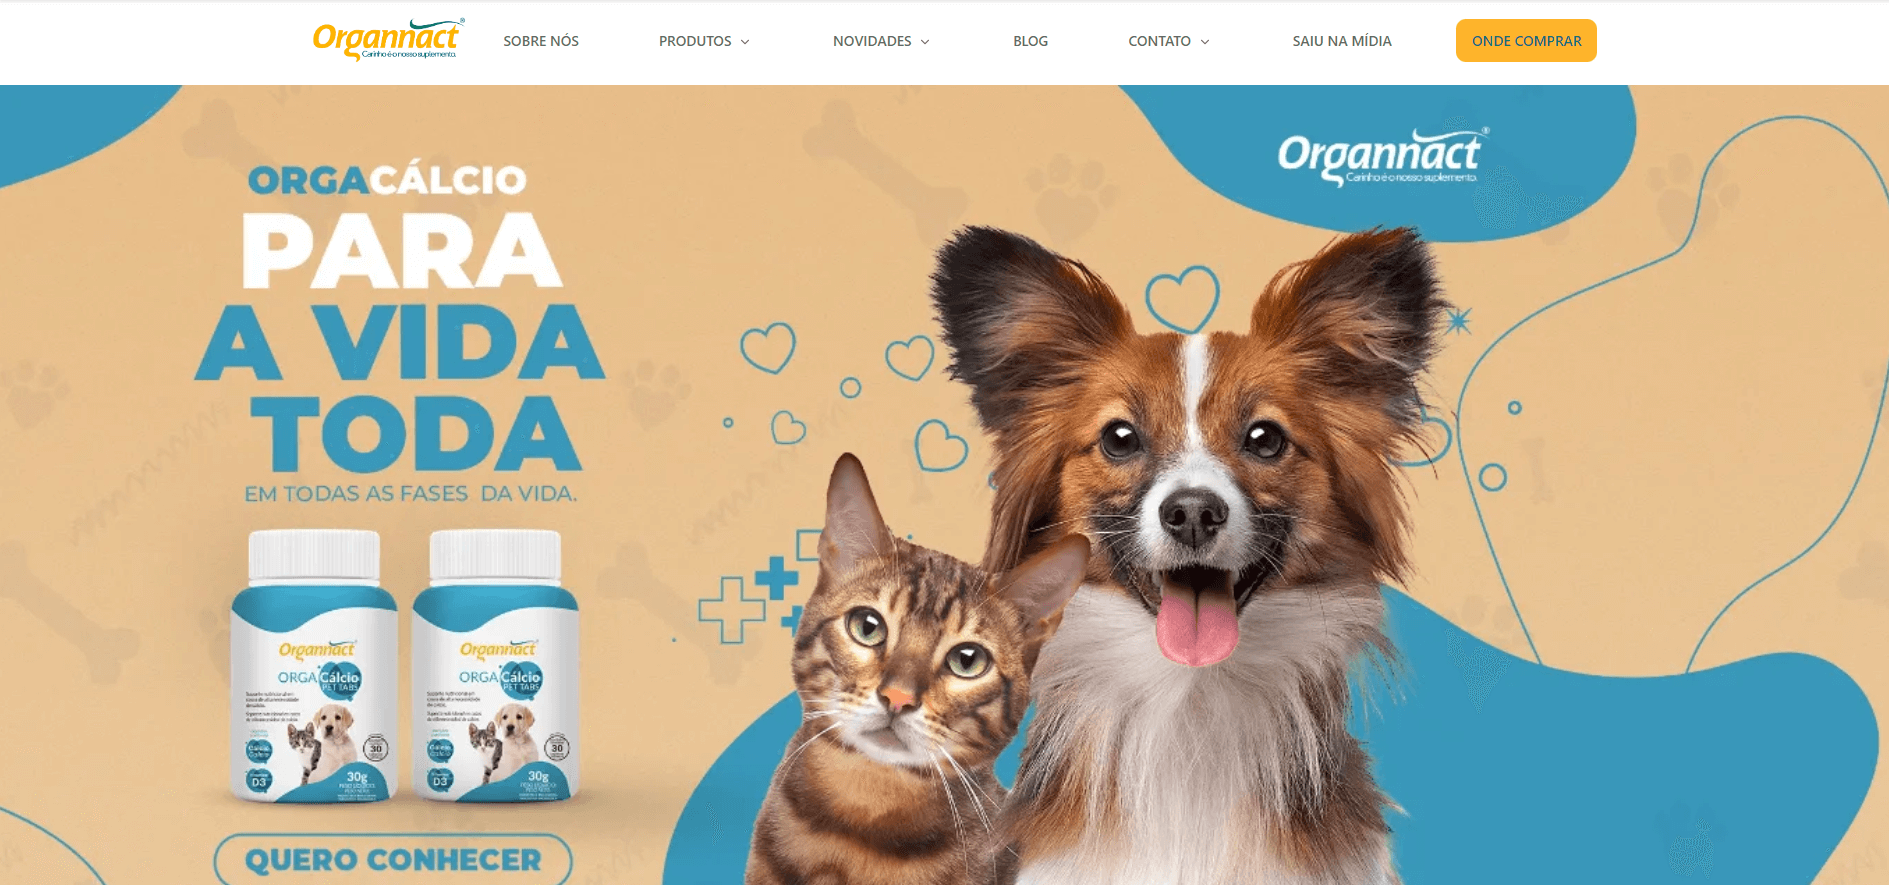 Organnact®
Carinho é o nosso suplemento.
SOBRE NÓS
PRODUTOS
NOVIDADES
BLOG
CONTATO
SAIU NA MÍDIA
ONDE COMPRAR
Organnact®
Carinho é o nosso suplemento.
ORGACÁLCIO
PARA
A VIDA
TODA
EM TODAS AS FASES DA VIDA.
Organnact
ORGA Cálcio
PET TABS
Cálcio
D3
30
30g
Organnact
ORGA Cálcio
PET TABS
Cálcio
D3
30
30g
QUERO CONHECER